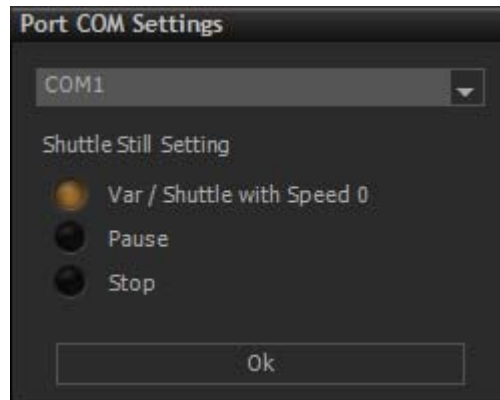 Port COM Settings
COM1
Shuttle Still Setting
Var / Shuttle with Speed 0
Pause
Stop
Ok